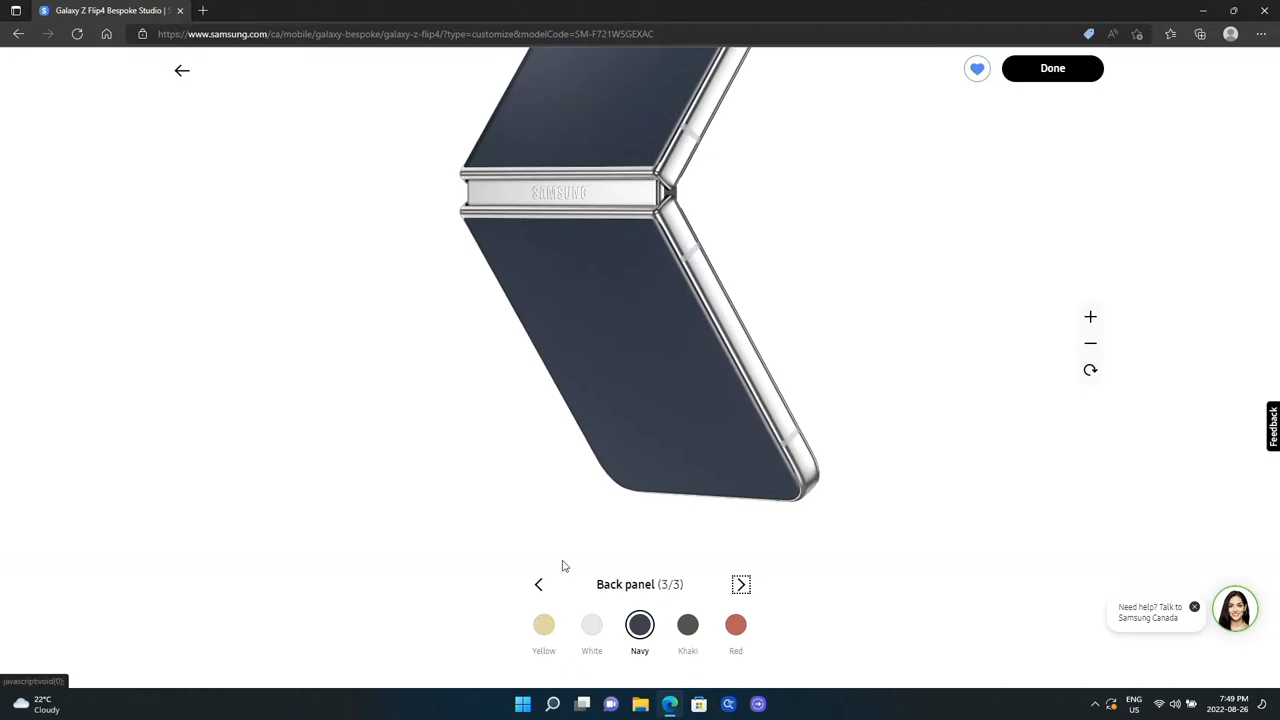 Galaxy Z Flip4 Bespoke Studio |
https://www.samsung.com/ca/mobile/galaxy-bespoke/galaxy-z-flip4/?type=customize&modelCode=SM-F721W5GEXAC
Done
SAMSUNG
Feedback
Back panel (3/3)
Yellow
White
Navy
Khaki
Red
Need help? Talk to
Samsung Canada
javascript:void(0);
22°C
Cloudy
ENG
US
7:49 PM
2022-08-26